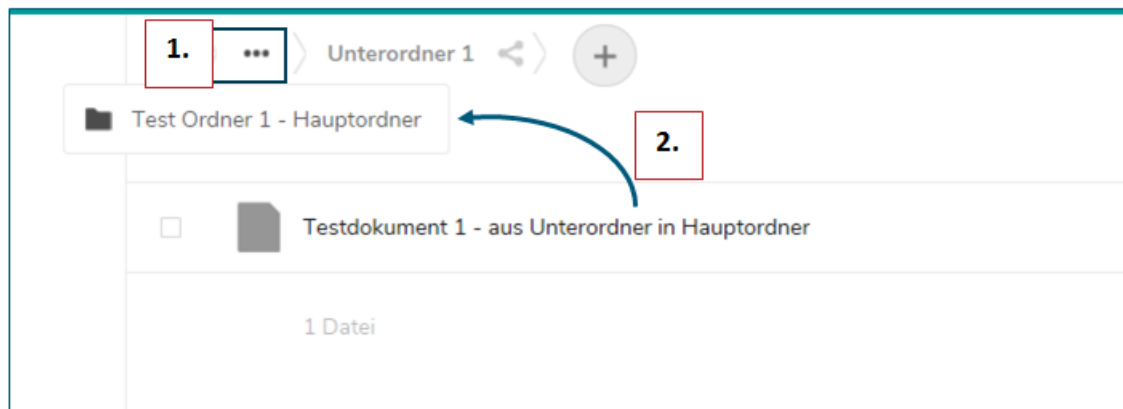 1.
••• Unterordner 1
+
Test Ordner 1 - Hauptordner
2.
Testdokument 1 - aus Unterordner in Hauptordner
1 Datei